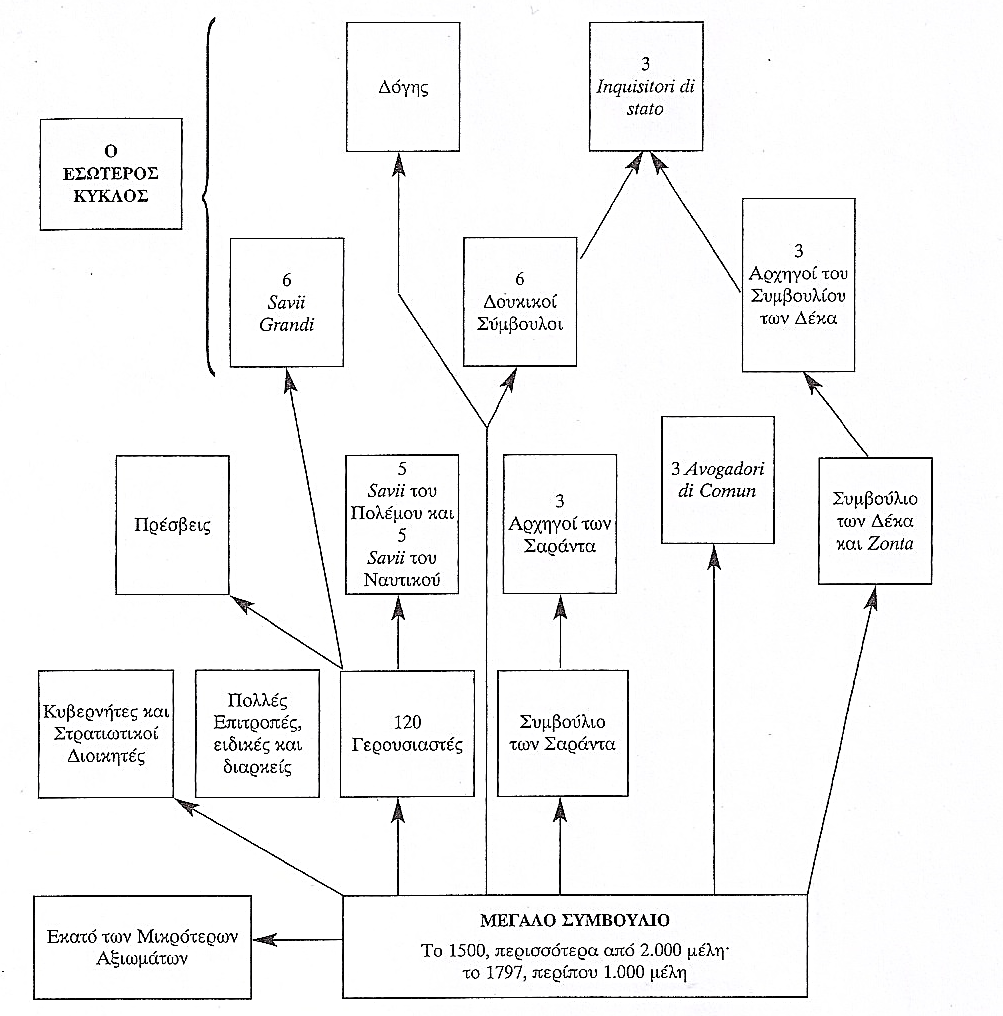 Δόγης
3
Inquisitori di
stato
Ο
ΕΣΩΤΕΡΟΣ
ΚΥΚΛΟΣ
6
Savii
Grandi
6
Δουκικοί
Σύμβουλοι
3
Αρχηγοί του
Συμβουλίου
των Δέκα
Πρέσβεις
5
Savii του
Πολέμου και
5
Savii του
Ναυτικού
3
Αρχηγοί των
Σαράντα
3 Avogadori
di Comun
Συμβούλιο
των Δέκα
και Zonta
Κυβερνήτες και
Στρατιωτικοί
Διοικητές
Πολλές
Επιτροπές,
ειδικές και
διαρκείς
120
Γερουσιαστές
Συμβούλιο
των Σαράντα
Εκατό των Μικρότερων
Αξιωμάτων
ΜΕΓΑΛΟ ΣΥΜΒΟΥΛΙΟ
Το 1500, περισσότερα από 2.000 μέλη·
το 1797, περίπου 1.000 μέλη